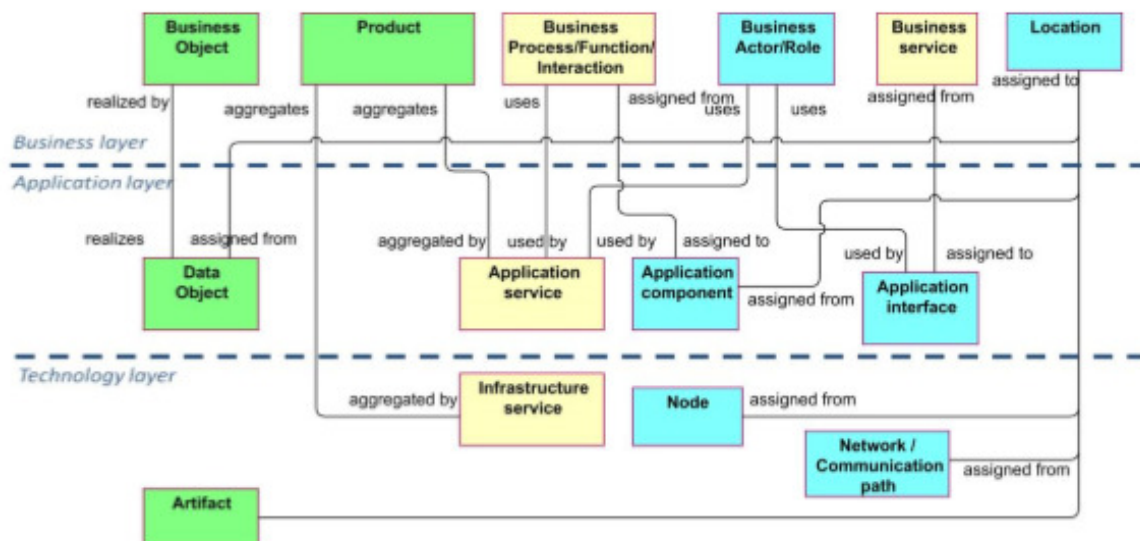 Business
Object
Product
Business
Process/Function/
Interaction
Business
Actor/Role
Business
service
Location
realized by
aggregates
aggregates
uses
assigned from
uses
uses
assigned from
assigned to
Business layer
Application layer
realizes
assigned from
aggregated by
used by
used by
assigned to
used by
assigned to
Data
Object
Application
service
Application
component
assigned from
Application
interface
Technology layer
aggregated by
Infrastructure
service
Node
assigned from
Network /
Communication
path
assigned from
Artifact